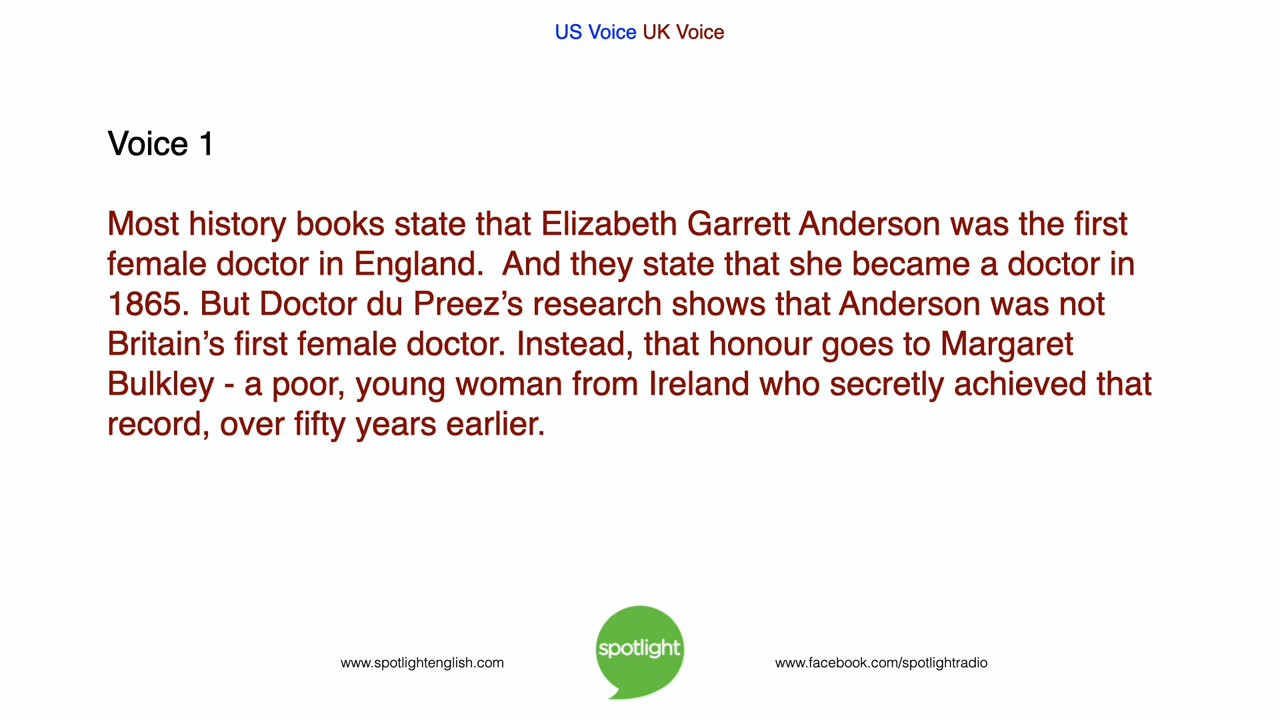 US Voice UK Voice
Voice 1
Most history books state that Elizabeth Garrett Anderson was the first
female doctor in England.  And they state that she became a doctor in
1865. But Doctor du Preez’s research shows that Anderson was not
Britain’s first female doctor. Instead, that honour goes to Margaret
Bulkley - a poor, young woman from Ireland who secretly achieved that
record, over fifty years earlier.
spotlight
www.spotlightenglish.com
www.facebook.com/spotlightradio